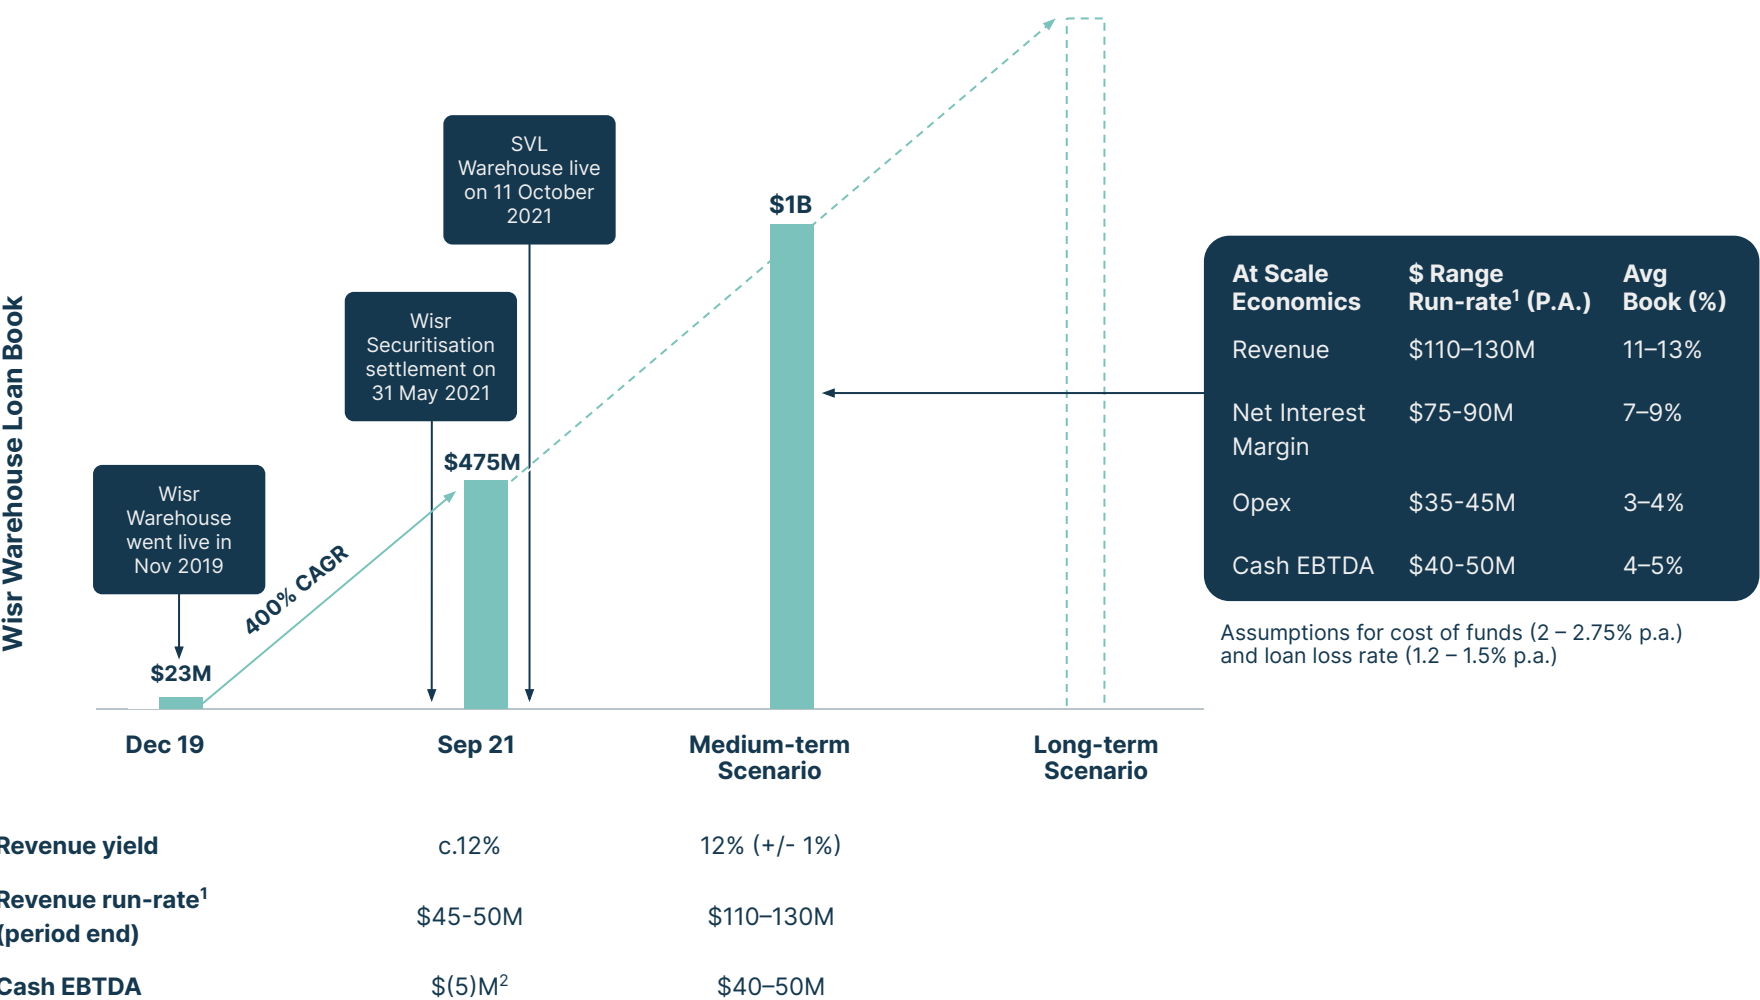 Wisr Warehouse Loan Book
SVL
Warehouse live
on 11 October
2021
Wisr
Securitisation
settlement on
31 May 2021
Wisr
Warehouse
went live in
Nov 2019
$23M
400% CAGR
$475M
$1B
At Scale
Economics
$ Range
Run-rate¹ (P.A.)
Avg
Book (%)
Revenue $110–130M 11–13%
Net Interest
Margin
$75-90M 7–9%
Opex $35-45M 3–4%
Cash EBTDA $40-50M 4–5%
Assumptions for cost of funds (2 – 2.75% p.a.)
and loan loss rate (1.2 – 1.5% p.a.)
Dec 19
Sep 21
Medium-term
Scenario
Long-term
Scenario
Revenue yield c.12% 12% (+/- 1%)
Revenue run-rate¹
(period end)
$45-50M $110–130M
Cash EBTDA $(5)M² $40–50M